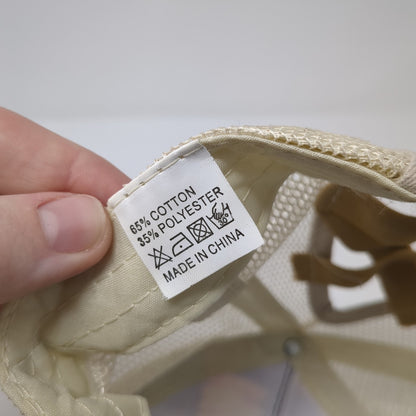 65% COTTON
35% POLYESTER
MADE IN CHINA